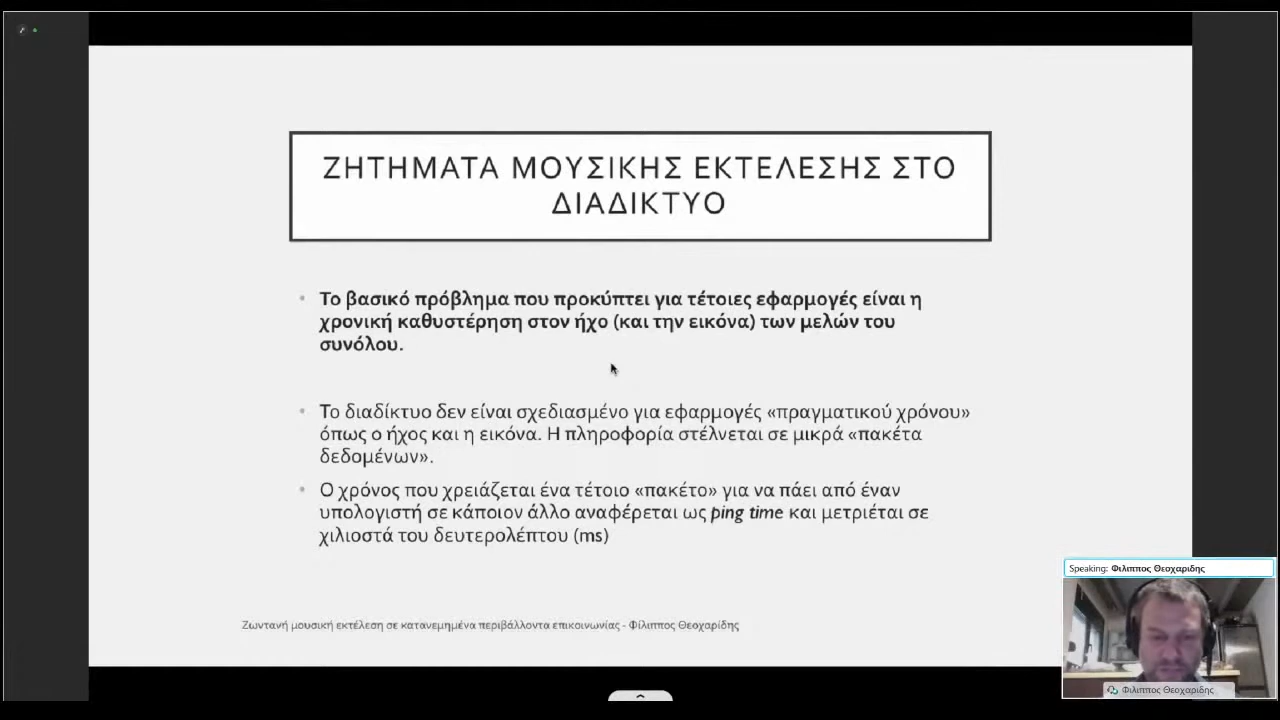 ΖΗΤΗΜΑΤΑ ΜΟΥΣΙΚΗΣ ΕΚΤΕΛΕΣΗΣ ΣΤΟ
ΔΙΑΔΙΚΤΥΟ
Το βασικό πρόβλημα που προκύπτει για τέτοιες εφαρμογές είναι η
χρονική καθυστέρηση στον ήχο (και την εικόνα) των μελών του
συνόλου.
Το διαδίκτυο δεν είναι σχεδιασμένο για εφαρμογές «πραγματικού χρόνου»
όπως ο ήχος και η εικόνα. Η πληροφορία στέλνεται σε μικρά «πακέτα
δεδομένων».
Ο χρόνος που χρειάζεται ένα τέτοιο «πακέτο» για να πάει από έναν
υπολογιστή σε κάποιον άλλο αναφέρεται ως ping time και μετριέται σε
χιλιοστά του δευτερολέπτου (ms)
Ζωντανή μουσική εκτέλεση σε κατανεμημένα περιβάλλοντα επικοινωνίας - Φίλιππος Θεοχαρίδης
Speaking: Φιλιππος Θεοχαριδης
Φιλιππος Θεοχαριδης